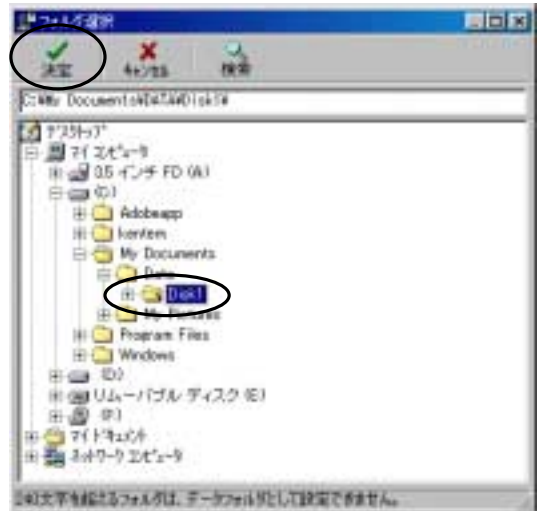 フォルダ選択
決定 キャンセル 検索
C:¥My Documents¥DATA¥Disk1¥
デスクトップ
マイ コンピュータ
3.5 インチ FD (A)
(C)
Adobeapp
kentem
My Documents
Data
Disk1
My Pictures
Program Files
Windows
(D)
リムーバブル ディスク (E)
(F)
マイ ドキュメント
ネットワーク コンピュータ
240文字を超えるフォルダは、データフォルダとして設定できません。